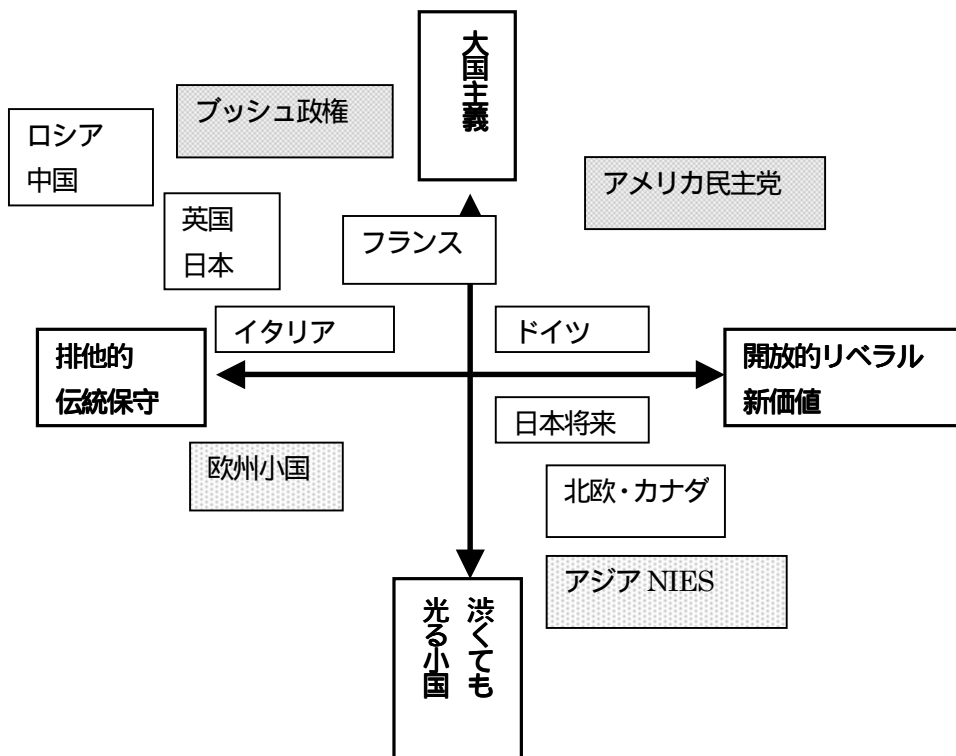 大国主義
ブッシュ政権
ロシア
中国
アメリカ民主党
英国
日本
フランス
イタリア
ドイツ
排他的
伝統保守
開放的リベラル
新価値
日本将来
欧州小国
北欧・カナダ
アジア NIES
渋くても
光る小国